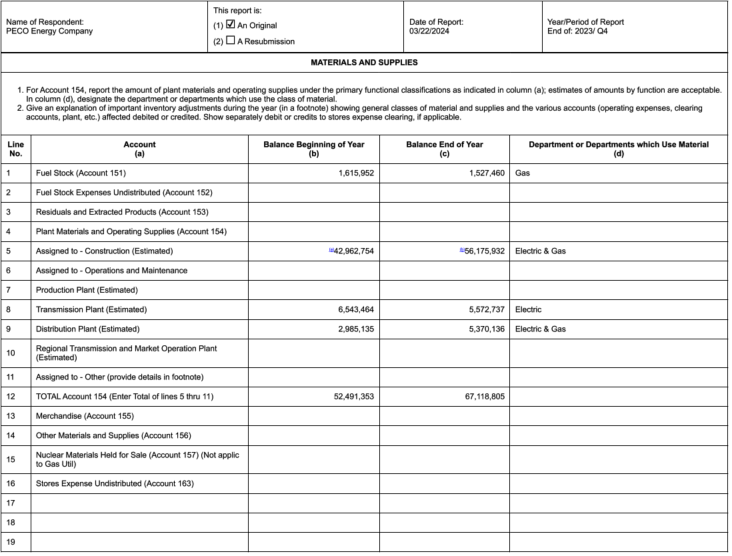 Name of Respondent:
PECO Energy Company
This report is:
(1) ☑ An Original
(2) ☐ A Resubmission
Date of Report:
03/22/2024
Year/Period of Report
End of: 2023/ Q4
MATERIALS AND SUPPLIES
1. For Account 154, report the amount of plant materials and operating supplies under the primary functional classifications as indicated in column (a); estimates of amounts by function are acceptable.
In column (d), designate the department or departments which use the class of material.
2. Give an explanation of important inventory adjustments during the year (in a footnote) showing general classes of material and supplies and the various accounts (operating expenses, clearing
accounts, plant, etc.) affected debited or credited. Show separately debit or credits to stores expense clearing, if applicable.
Line No. Account (a) Balance Beginning of Year (b) Balance End of Year (c) Department or Departments which Use Material (d)
1 Fuel Stock (Account 151) 1,615,952 1,527,460 Gas
2 Fuel Stock Expenses Undistributed (Account 152)
3 Residuals and Extracted Products (Account 153)
4 Plant Materials and Operating Supplies (Account 154)
5 Assigned to - Construction (Estimated) 42,962,754 56,175,932 Electric & Gas
6 Assigned to - Operations and Maintenance
7 Production Plant (Estimated)
8 Transmission Plant (Estimated) 6,543,464 5,572,737 Electric
9 Distribution Plant (Estimated) 2,985,135 5,370,136 Electric & Gas
10 Regional Transmission and Market Operation Plant
(Estimated)
11 Assigned to - Other (provide details in footnote)
12 TOTAL Account 154 (Enter Total of lines 5 thru 11) 52,491,353 67,118,805
13 Merchandise (Account 155)
14 Other Materials and Supplies (Account 156)
15 Nuclear Materials Held for Sale (Account 157) (Not applic
to Gas Util)
16 Stores Expense Undistributed (Account 163)
17
18
19